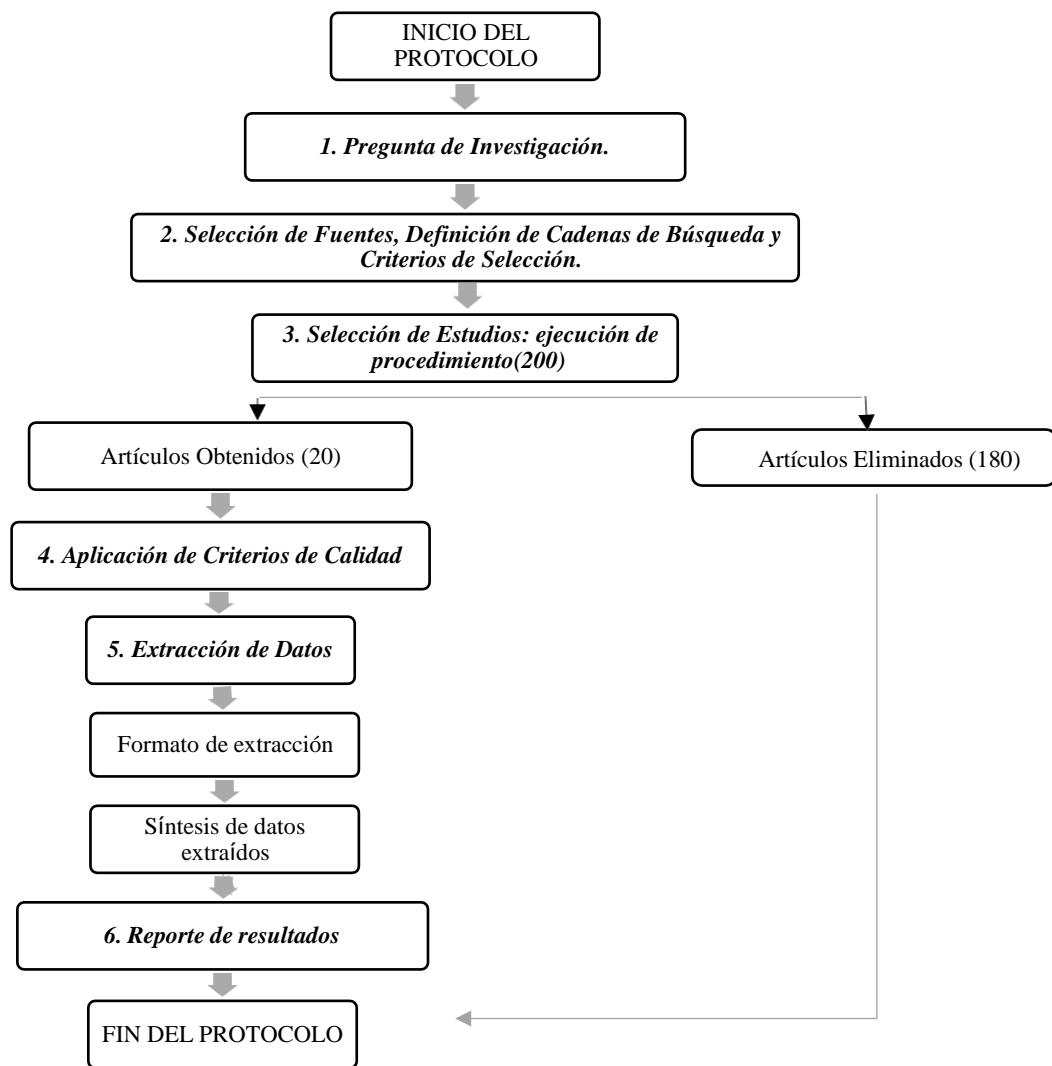 INICIO DEL
PROTOCOLO
1. Pregunta de Investigación.
2. Selección de Fuentes, Definición de Cadenas de Búsqueda y
Criterios de Selección.
3. Selección de Estudios: ejecución de
procedimiento(200)
Artículos Obtenidos (20)
Artículos Eliminados (180)
4. Aplicación de Criterios de Calidad
5. Extracción de Datos
Formato de extracción
Síntesis de datos
extraídos
6. Reporte de resultados
FIN DEL PROTOCOLO